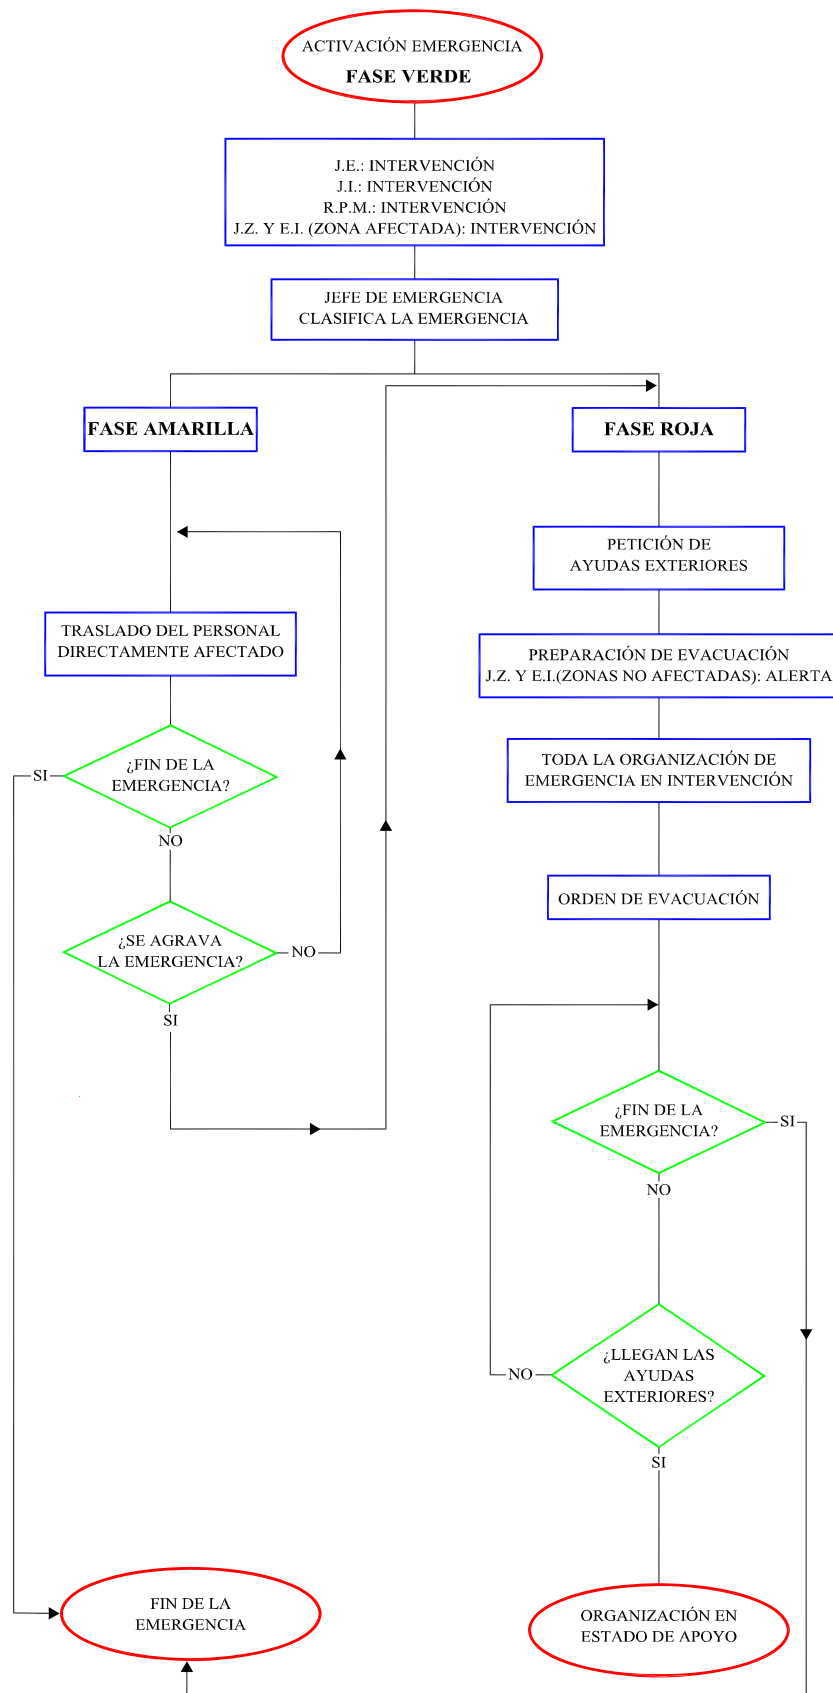 ACTIVACIÓN EMERGENCIA
FASE VERDE
J.E.: INTERVENCIÓN
J.I.: INTERVENCIÓN
R.P.M.: INTERVENCIÓN
J.Z. Y E.I. (ZONA AFECTADA): INTERVENCIÓN
JEFE DE EMERGENCIA
CLASIFICA LA EMERGENCIA
FASE AMARILLA
TRASLADO DEL PERSONAL
DIRECTAMENTE AFECTADO
¿FIN DE LA
EMERGENCIA?
SI
NO
¿SE AGRAVA
LA EMERGENCIA?
NO
SI
FASE ROJA
PETICIÓN DE
AYUDAS EXTERIORES
PREPARACIÓN DE EVACUACIÓN
J.Z. Y E.I.(ZONAS NO AFECTADAS): ALERTA
TODA LA ORGANIZACIÓN DE
EMERGENCIA EN INTERVENCIÓN
ORDEN DE EVACUACIÓN
¿FIN DE LA
EMERGENCIA?
SI
NO
¿LLEGAN LAS
AYUDAS
EXTERIORES?
NO
SI
FIN DE LA
EMERGENCIA
ORGANIZACIÓN EN
ESTADO DE APOYO